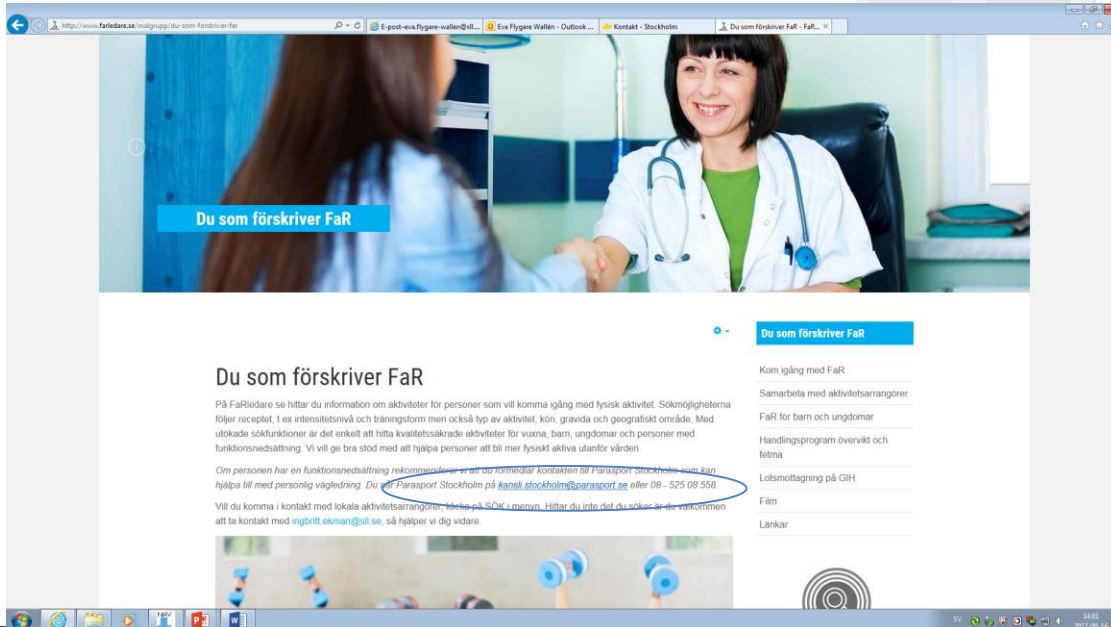 http://www.farledare.se/malgrupp/du-som-forskriver-far
E-post-eva.flygare-wallen@sll...
Eva Flygare Wallén - Outlook ...
Kontakt - Stockholm
Du som förskriver FaR - FaR...
Du som förskriver FaR
Du som förskriver FaR
På FaRledare.se hittar du information om aktiviteter för personer som vill komma igång med fysisk aktivitet. Sökmöjligheterna
följer receptet, t ex intensitetsnivå och träningsform men också typ av aktivitet, kön, gravida och geografiskt område. Med
utökade sökfunktioner är det enkelt att hitta kvalitetssäkrade aktiviteter för vuxna, barn, ungdomar och personer med
funktionsnedsättning. Vi vill ge bra stöd med att hjälpa personer att bli mer fysiskt aktiva utanför vården.
Om personen har en funktionsnedsättning rekommenderar vi att du förmedlar kontakten till Parasport Stockholm som kan
hjälpa till med personlig vägledning. Du når Parasport Stockholm på kansli.stockholm@parasport.se eller 08 - 525 08 558.
Vill du komma i kontakt med lokala aktivitetsarrangörer, klicka på SÖK i menyn. Hittar du inte det du söker är du välkommen
att ta kontakt med ingbritt.ekman@sll.se, så hjälper vi dig vidare.
Du som förskriver FaR
Kom igång med FaR
Samarbeta med aktivitetsarrangörer
FaR för barn och ungdomar
Handlingsprogram övervikt och
fetma
Lotsmottagning på GIH
Film
Länkar
SV
14:01